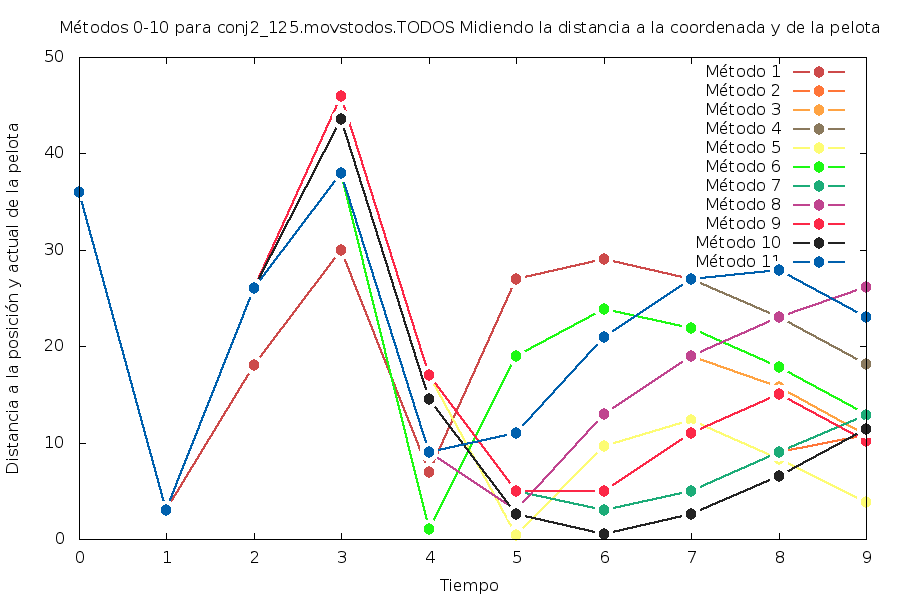 Métodos 0-10 para conj2_125.movstodos.TODOS Midiendo la distancia a la coordenada y de la pelota
Distancia a la posición y actual de la pelota
50
40
30
20
10
0
Método 1
Método 2
Método 3
Método 4
Método 5
Método 6
Método 7
Método 8
Método 9
Método 10
Método 11
0 1 2 3 4 5 6 7 8 9
Tiempo